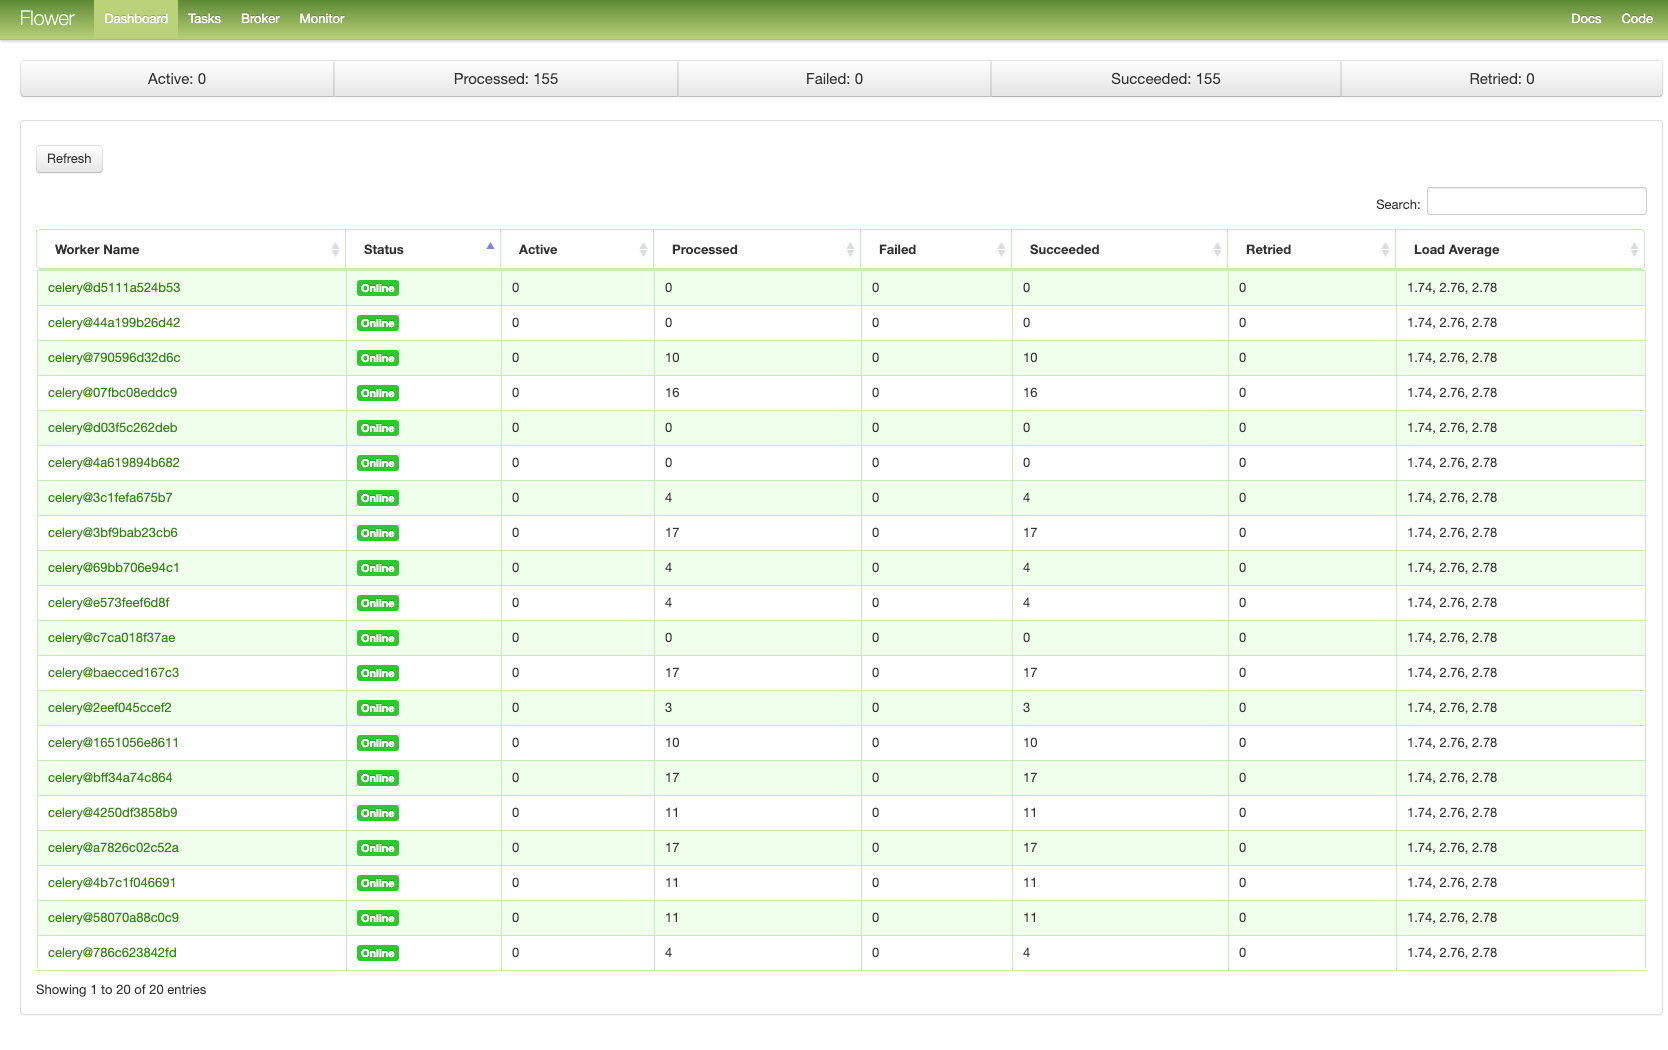 Flower Dashboard Tasks Broker Monitor Docs Code
Active: 0 Processed: 155 Failed: 0 Succeeded: 155 Retried: 0
Refresh
Search:
Worker Name Status Active Processed Failed Succeeded Retried Load Average
celery@d5111a524b53 Online 0 0 0 0 0 1.74, 2.76, 2.78
celery@44a199b26d42 Online 0 0 0 0 0 1.74, 2.76, 2.78
celery@790596d32d6c Online 0 10 0 10 0 1.74, 2.76, 2.78
celery@07fbc08eddc9 Online 0 16 0 16 0 1.74, 2.76, 2.78
celery@d03f5c262deb Online 0 0 0 0 0 1.74, 2.76, 2.78
celery@4a619894b682 Online 0 0 0 0 0 1.74, 2.76, 2.78
celery@3c1fefa675b7 Online 0 4 0 4 0 1.74, 2.76, 2.78
celery@3bf9bab23cb6 Online 0 17 0 17 0 1.74, 2.76, 2.78
celery@69bb706e94c1 Online 0 4 0 4 0 1.74, 2.76, 2.78
celery@e573feef6d8f Online 0 4 0 4 0 1.74, 2.76, 2.78
celery@c7ca018f37ae Online 0 0 0 0 0 1.74, 2.76, 2.78
celery@baecced167c3 Online 0 17 0 17 0 1.74, 2.76, 2.78
celery@2eef045ccef2 Online 0 3 0 3 0 1.74, 2.76, 2.78
celery@1651056e8611 Online 0 10 0 10 0 1.74, 2.76, 2.78
celery@bff34a74c864 Online 0 17 0 17 0 1.74, 2.76, 2.78
celery@4250df3858b9 Online 0 11 0 11 0 1.74, 2.76, 2.78
celery@a7826c02c52a Online 0 17 0 17 0 1.74, 2.76, 2.78
celery@4b7c1f046691 Online 0 11 0 11 0 1.74, 2.76, 2.78
celery@58070a88c0c9 Online 0 11 0 11 0 1.74, 2.76, 2.78
celery@786c623842fd Online 0 4 0 4 0 1.74, 2.76, 2.78
Showing 1 to 20 of 20 entries